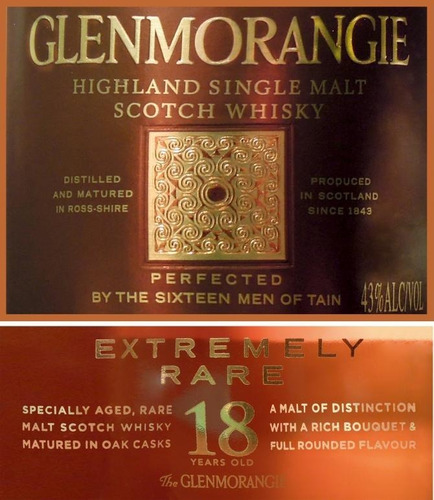 GLENMORANGIE
HIGHLAND SINGLE MALT
SCOTCH WHISKY
DISTILLED
AND MATURED
IN ROSS-SHIRE
PRODUCED
IN SCOTLAND
SINCE 1843
PERFECTED
BY THE SIXTEEN MEN OF TAIN
43%ALC/VOL
EXTREMELY
RARE
SPECIALLY AGED, RARE
MALT SCOTCH WHISKY
MATURED IN OAK CASKS
18
YEARS OLD
A MALT OF DISTINCTION
WITH A RICH BOUQUET &
FULL ROUNDED FLAVOUR
The GLENMORANGIE